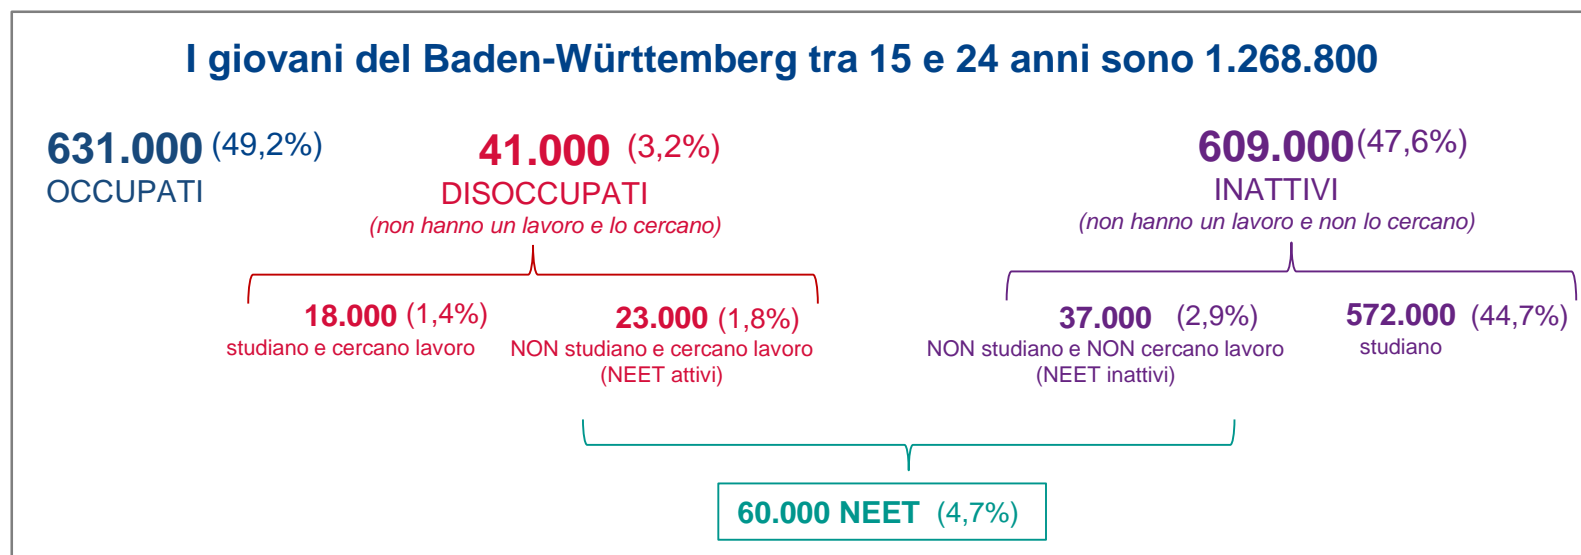 I giovani del Baden-Württemberg tra 15 e 24 anni sono 1.268.800
631.000 (49,2%)
OCCUPATI
41.000 (3,2%)
DISOCCUPATI
(non hanno un lavoro e lo cercano)
609.000 (47,6%)
INATTIVI
(non hanno un lavoro e non lo cercano)
18.000 (1,4%)
studiano e cercano lavoro
23.000 (1,8%)
NON studiano e cercano lavoro
(NEET attivi)
37.000 (2,9%)
NON studiano e NON cercano lavoro
(NEET inattivi)
572.000 (44,7%)
studiano
60.000 NEET (4,7%)